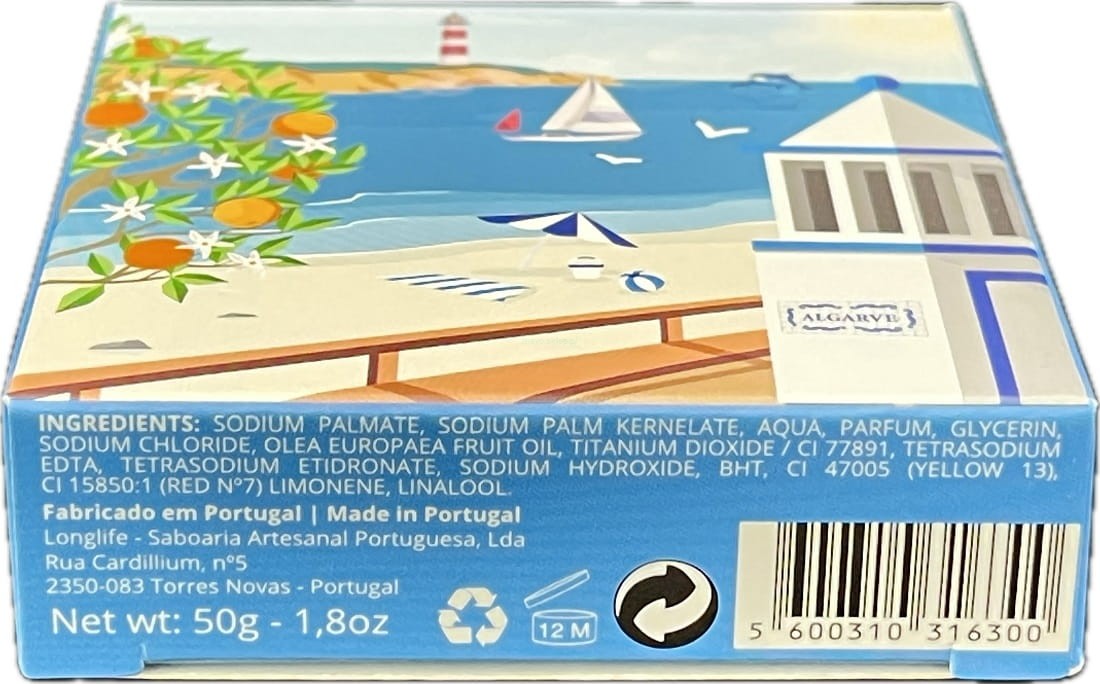 {ALGARVE}
INGREDIENTS: SODIUM PALMATE, SODIUM PALM KERNELATE, AQUA, PARFUM, GLYCERIN,
SODIUM CHLORIDE, OLEA EUROPAEA FRUIT OIL, TITANIUM DIOXIDE / CI 77891, TETRASODIUM
EDTA, TETRASODIUM ETIDRONATE, SODIUM HYDROXIDE, BHT, CI 47005 (YELLOW 13),
CI 15850:1 (RED Nº7) LIMONENE, LINALOOL.
Fabricado em Portugal | Made in Portugal
Longlife - Saboaria Artesanal Portuguesa, Lda
Rua Cardillium, nº5
2350-083 Torres Novas - Portugal
Net wt: 50g - 1,8oz
12 M
5 600310 316300